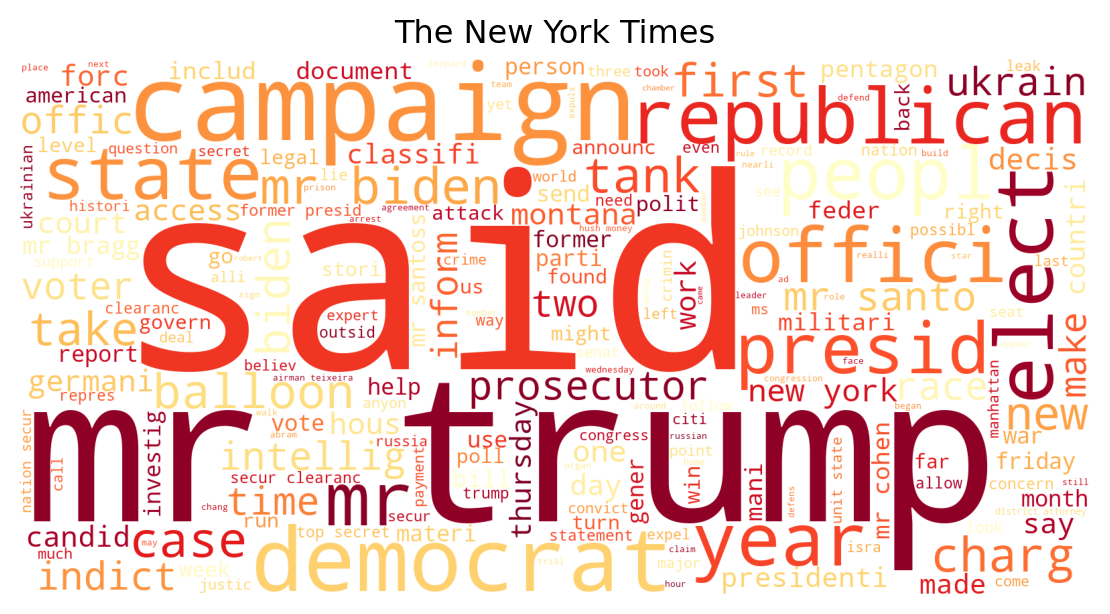 The New York Times
place
next
forc
includ
document
leopard
team
person
three
took
first
pentagon
leak
ukrain
american
offic
campaign
yet
expuls
chamber
republican
defend
back
level
question
secret
legal
classifi
announc
even
rule
record
nation
build
nearli
decis
ukrainian
state
lie
mr biden
world
tank
peopl
see
histori
prison
send
need
access
former presid
arrest
agreement
attack
montana
polit
feder
right
elect
countri
court
hush money
former
johnson
possibl
mr bragg
go
robert
mr santos
parti
offici
support
alli
stori
crime
found
crimin
realli
star
last
said
biden
inform
us
work
ad
voter
sign
two
left
came
leader
mr santo
role
clearanc
expert
way
ms
seat
take
govern
outsid
might
militari
make
deal
senat
presid
report
believ
wednesday
face
germani
airman teixeira
help
prosecutor
congression
race
repres
balloon
anyon
new york
began
manhattan
new
walk
around
citi
vote
hous
russia
use
congress
russian
war
nation secur
investig
abram
poll
one
point
far
friday
call
intellig
payment
thursday
win
mr cohen
secur clearanc
bill
day
gener
mani
unit state
allow
concern
still
mr trump
time
mr
trump
organ
defens
month
chang
secur
convict
district attorney
candid
run
top secret
materi
turn
look
say
may
case
statement
expel
year
isra
much
democrat
claim
major
charg
indict
week
trial
presidenti
come
justic
hour
made